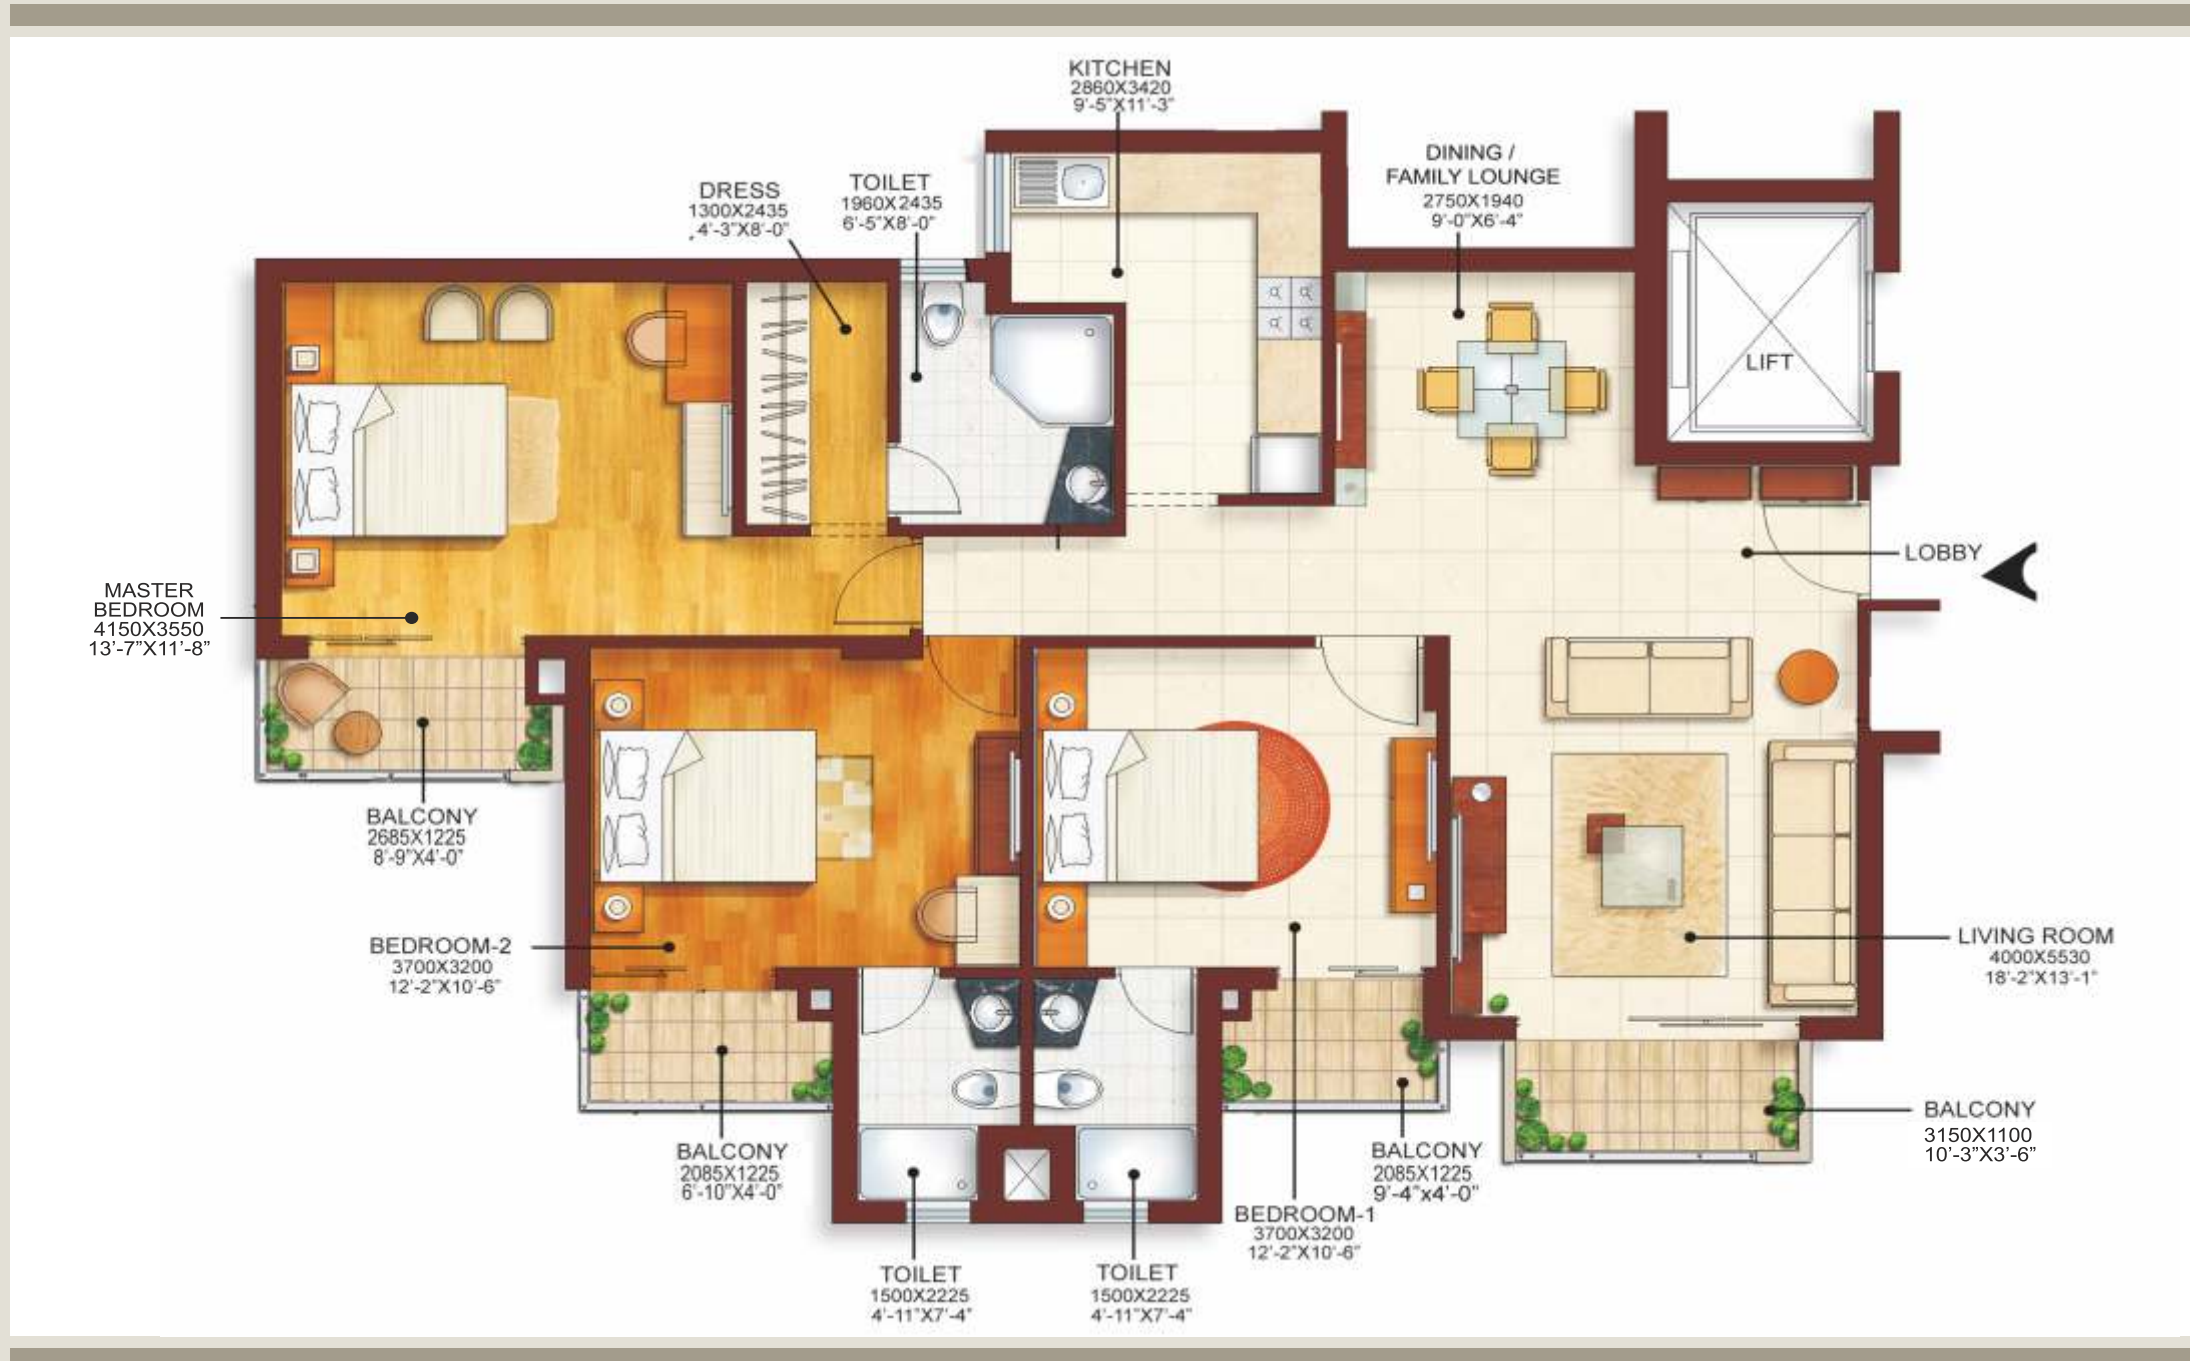 KITCHEN
2860X3420
9'-5"X11'-3"
DINING /
FAMILY LOUNGE
2750X1940
9'-0"X6'-4"
TOILET
1960X2435
6'-5"X8'-0"
DRESS
1300X2435
4'-3"X8'-0"
LIFT
LOBBY
MASTER
BEDROOM
4150X3550
13'-7"X11'-8"
BALCONY
2685X1225
8'-9"X4'-0"
BEDROOM-2
3700X3200
12'-2"X10'-6"
LIVING ROOM
4000X5530
18'-2"X13'-1"
BALCONY
3150X1100
10'-3"X3'-6"
BALCONY
2085X1225
6'-10"X4'-0"
BALCONY
2085X1225
9'-4"x4'-0"
BEDROOM-1
3700X3200
12'-2"X10'-6"
TOILET
1500X2225
4'-11"X7'-4"
TOILET
1500X2225
4'-11"X7'-4"